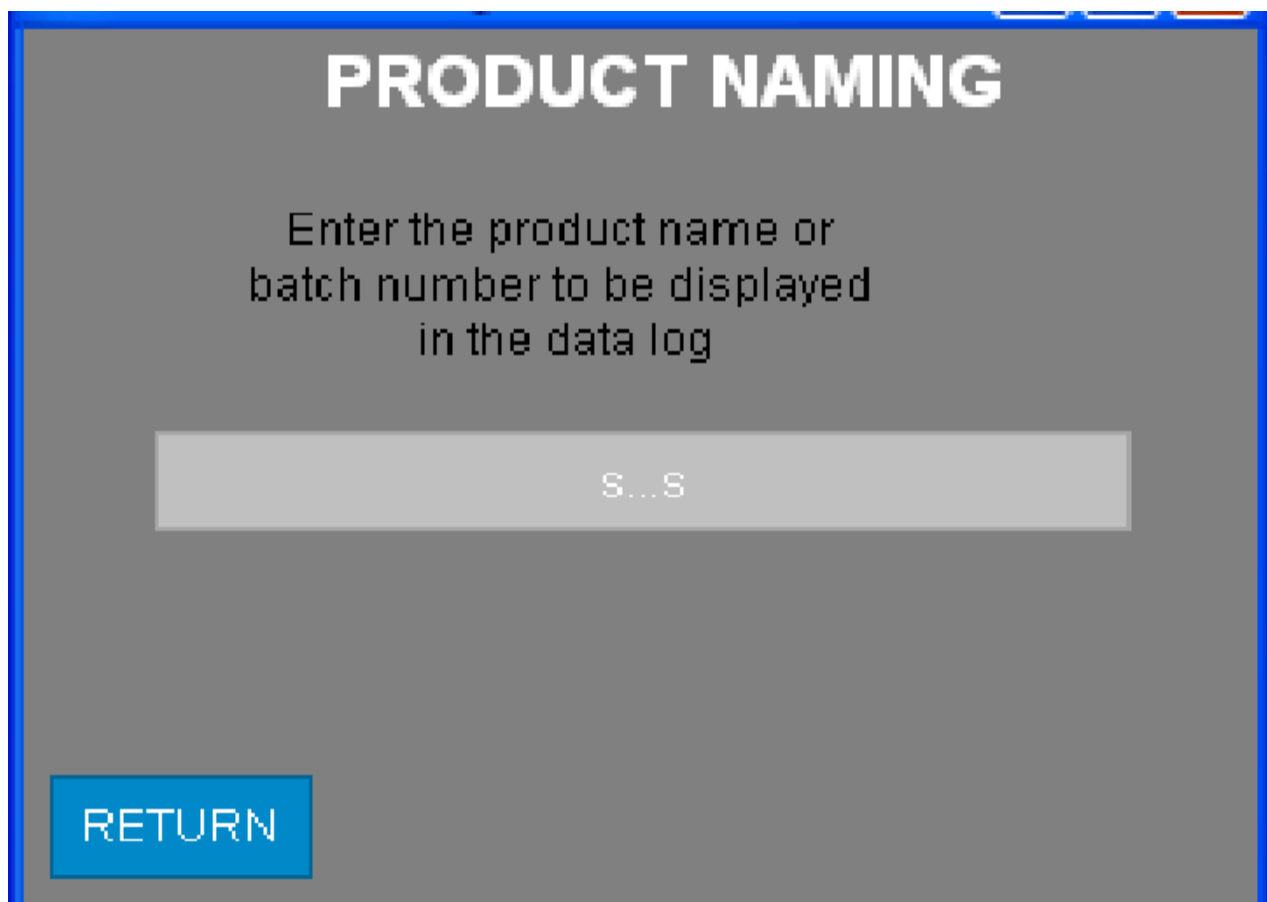 PRODUCT NAMING
Enter the product name or
batch number to be displayed
in the data log
S...S
RETURN